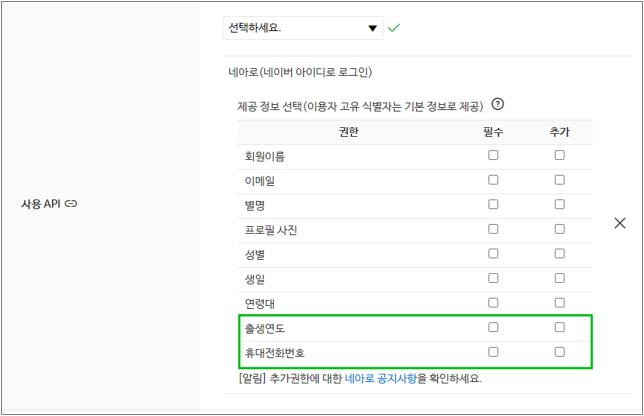 선택하세요.
네아로(네이버 아이디로 로그인)
제공 정보 선택(이용자 고유 식별자는 기본 정보로 제공) ?
권한 필수 추가
회원이름
이메일
별명
프로필 사진
사용 API
성별
생일
연령대
출생연도
휴대전화번호
[알림] 추가권한에 대한 네아로 공지사항을 확인하세요.